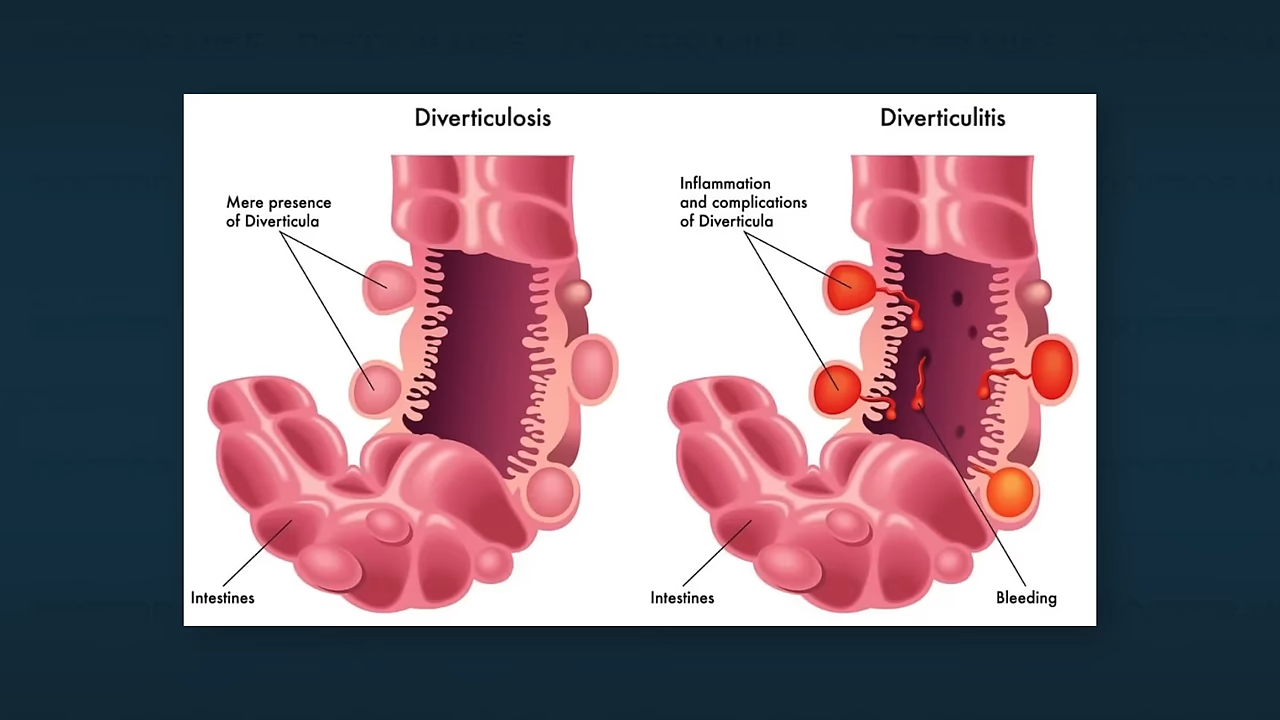 Diverticulosis
Mere presence
of Diverticula
Intestines
Diverticulitis
Inflammation
and complications
of Diverticula
Intestines
Bleeding